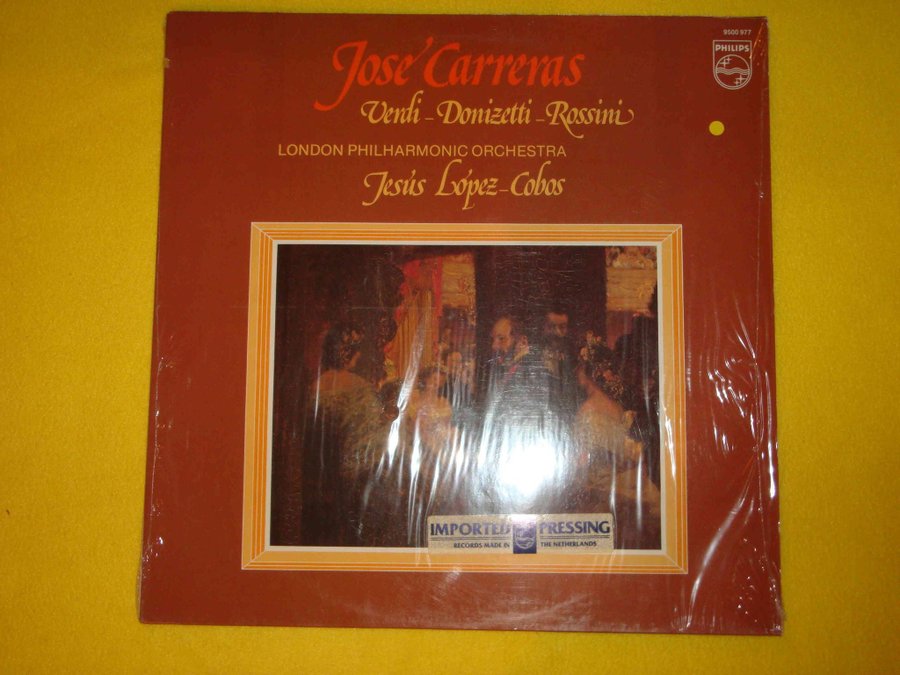 9500 977
PHILIPS
José Carreras
Verdi – Donizetti – Rossini
LONDON PHILHARMONIC ORCHESTRA
Jesús López-Cobos
IMPORTED PRESSING
RECORDS MADE IN THE NETHERLANDS